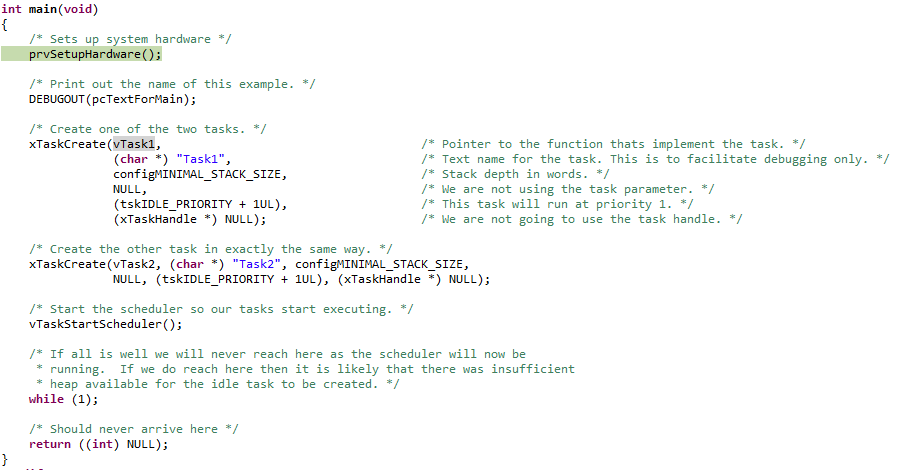 int main(void)
{
    /* Sets up system hardware */
    prvSetupHardware();

    /* Print out the name of this example. */
    DEBUGOUT(pcTextForMain);

    /* Create one of the two tasks. */
    xTaskCreate(vTask1,                                  /* Pointer to the function thats implement the task. */
                (char *) "Task1",                        /* Text name for the task. This is to facilitate debugging only. */
                configMINIMAL_STACK_SIZE,                /* Stack depth in words. */
                NULL,                                    /* We are not using the task parameter. */
                (tskIDLE_PRIORITY + 1UL),                /* This task will run at priority 1. */
                (xTaskHandle *) NULL);                   /* We are not going to use the task handle. */

    /* Create the other task in exactly the same way. */
    xTaskCreate(vTask2, (char *) "Task2", configMINIMAL_STACK_SIZE,
                NULL, (tskIDLE_PRIORITY + 1UL), (xTaskHandle *) NULL);

    /* Start the scheduler so our tasks start executing. */
    vTaskStartScheduler();

    /* If all is well we will never reach here as the scheduler will now be
     * running.  If we do reach here then it is likely that there was insufficient
     * heap available for the idle task to be created. */
    while (1);

    /* Should never arrive here */
    return ((int) NULL);
}